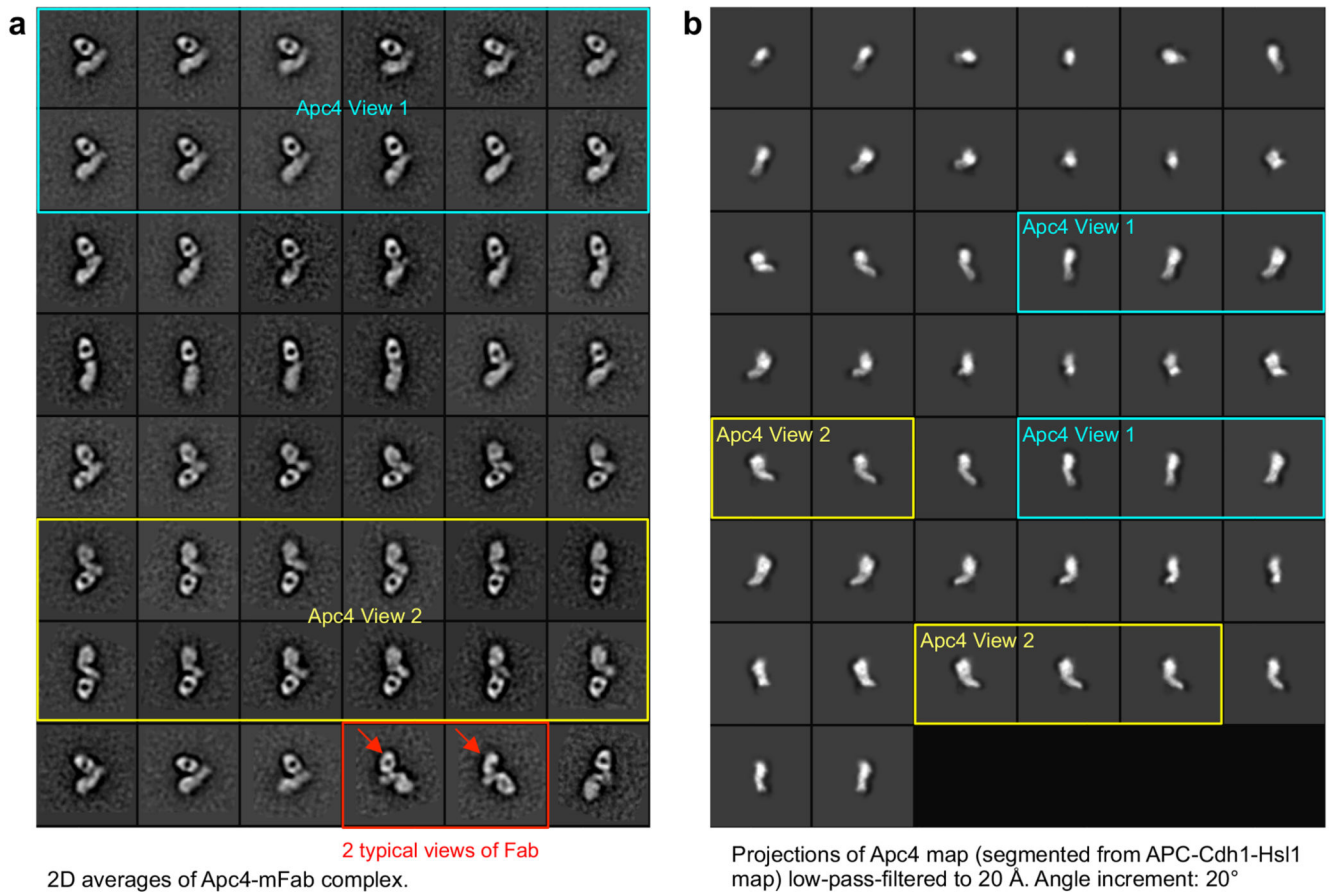 a
b
Apc4 View 1
Apc4 View 1
Apc4 View 2
Apc4 View 1
Apc4 View 2
Apc4 View 2
2 typical views of Fab
2D averages of Apc4-mFab complex.
Projections of Apc4 map (segmented from APC-Cdh1-Hsl1
map) low-pass-filtered to 20 Å. Angle increment: 20°